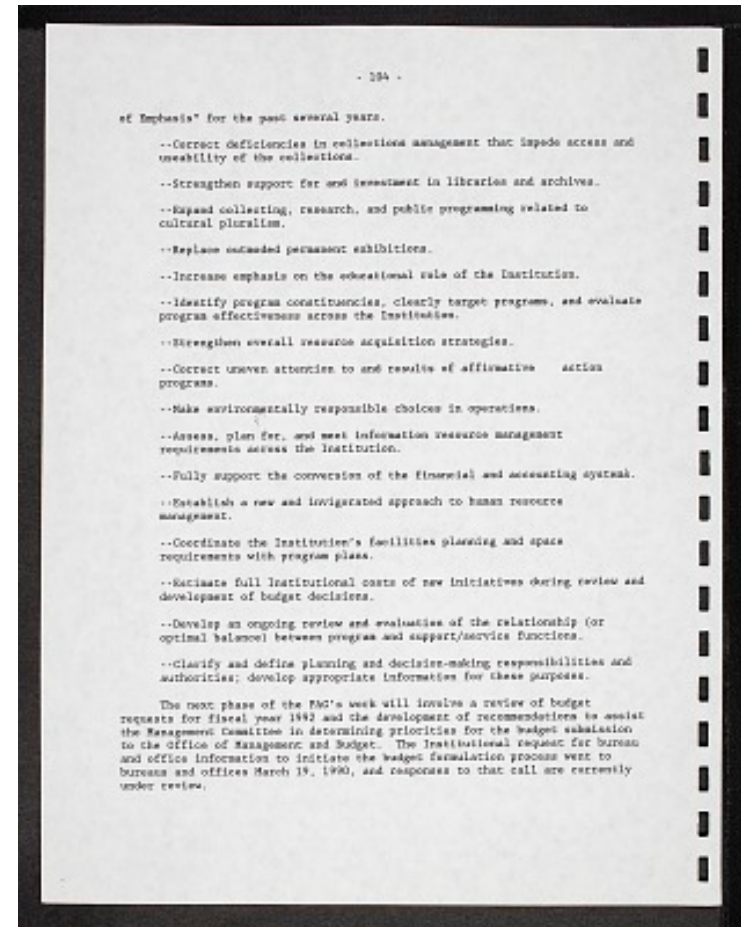 - 104 -
of Emphasis" for the past several years.
--Correct deficiencies in collections management that impede access and
useability of the collections.
--Strengthen support for and investment in libraries and archives.
--Expand collecting, research, and public programming related to
cultural pluralism.
--Replace outmoded permanent exhibitions.
--Increase emphasis on the educational role of the Institution.
--Identify program constituencies, clearly target programs, and evaluate
program effectiveness across the Institution.
--Strengthen overall resource acquisition strategies.
--Correct uneven attention to and results of affirmative action
programs.
--Make environmentally responsible choices in operations.
--Assess, plan for, and meet information resource management
requirements across the Institution.
--Fully support the conversion of the financial and accounting systems.
--Establish a new and invigorated approach to human resource
management.
--Coordinate the Institution's facilities planning and space
requirements with program plans.
--Estimate full Institutional costs of new initiatives during review and
development of budget decisions.
--Develop an ongoing review and evaluation of the relationship (or
optimal balance) between program and support/service functions.
--Clarify and define planning and decision-making responsibilities and
authorities; develop appropriate information for these purposes.
The next phase of the PAG's work will involve a review of budget
requests for fiscal year 1992 and the development of recommendations to assist
the Management Committee in determining priorities for the budget submission
to the Office of Management and Budget. The Institutional request for bureau
and office information to initiate the budget formulation process went to
bureaus and offices March 19, 1990, and responses to that call are currently
under review.